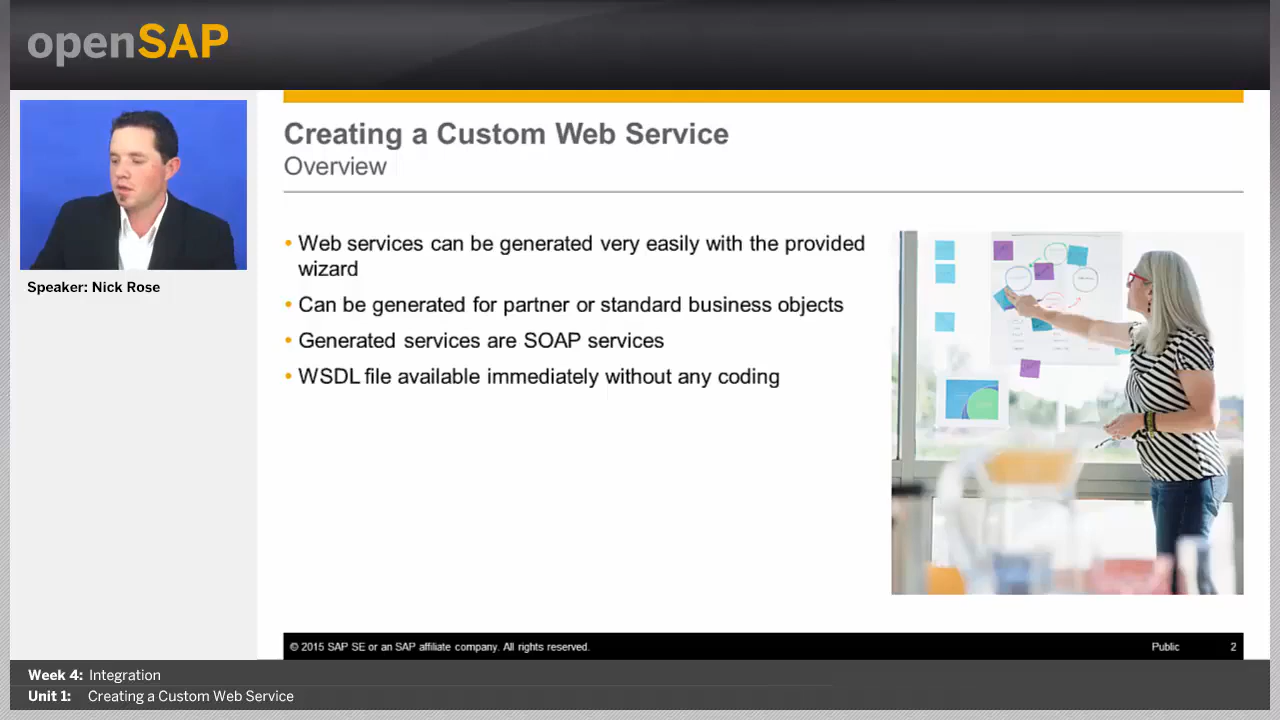 openSAP
Creating a Custom Web Service
Overview
• Web services can be generated very easily with the provided
wizard
• Can be generated for partner or standard business objects
• Generated services are SOAP services
• WSDL file available immediately without any coding
Speaker: Nick Rose
© 2015 SAP SE or an SAP affiliate company. All rights reserved.
Public
2
Week 4: Integration
Unit 1: Creating a Custom Web Service